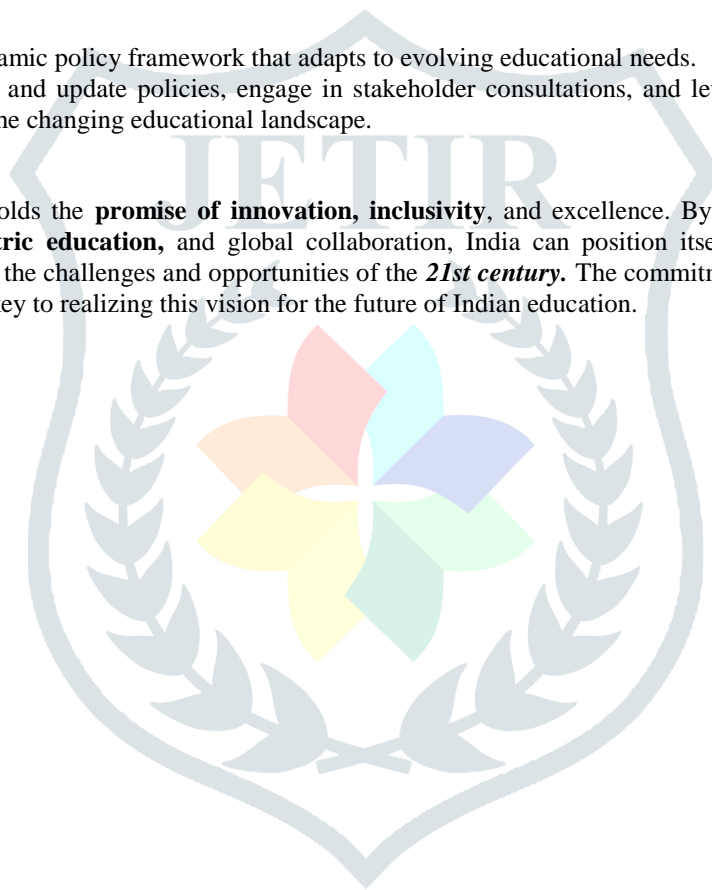 amic policy framework that adapts to evolving educational needs.
and update policies, engage in stakeholder consultations, and le
he changing educational landscape.
JETIR
olds the promise of innovation, inclusivity, and excellence. By
tric education, and global collaboration, India can position itse
the challenges and opportunities of the 21st century. The commitm
key to realizing this vision for the future of Indian education.